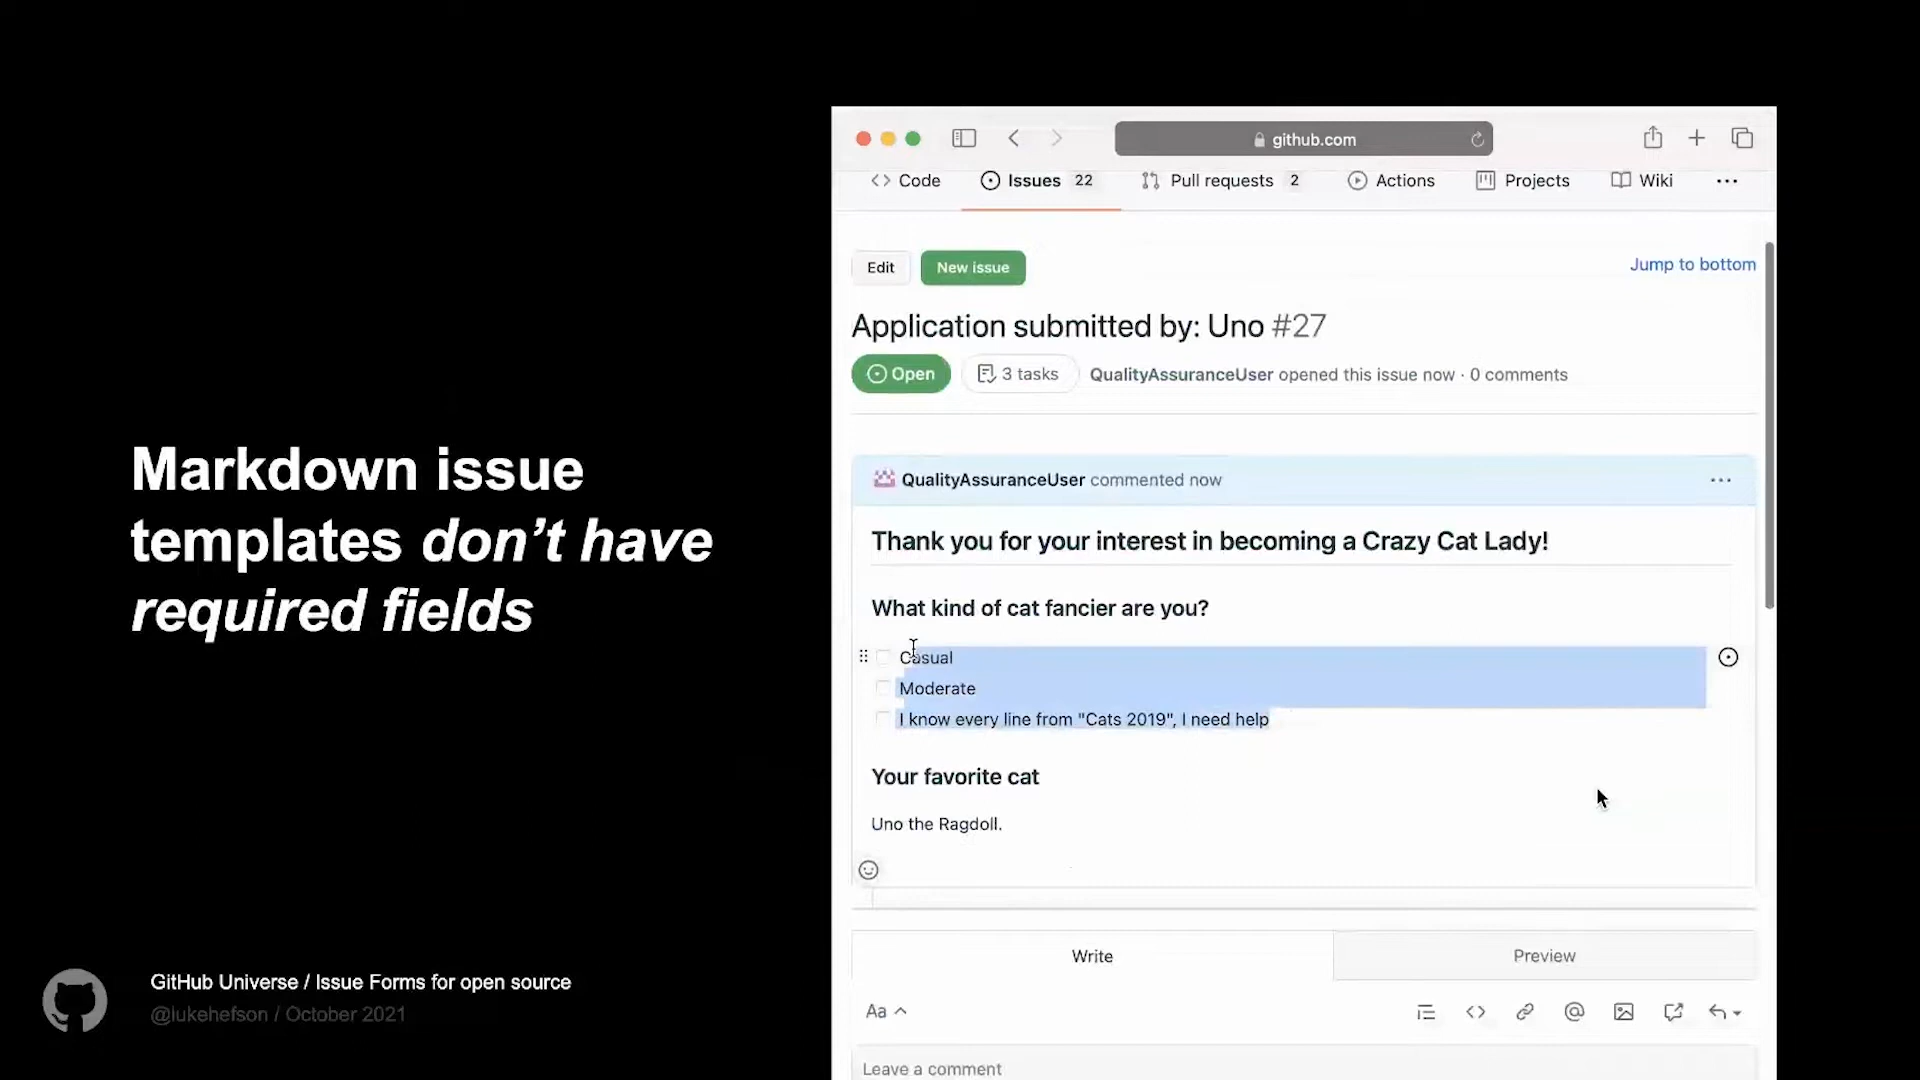 Markdown issue
templates don’t have
required fields
GitHub Universe / Issue Forms for open source
@lukehefson / October 2021
github.com
Code
Issues 22
Pull requests 2
Actions
Projects
Wiki
Edit
New issue
Jump to bottom
Application submitted by: Uno #27
Open
3 tasks
QualityAssuranceUser opened this issue now · 0 comments
QualityAssuranceUser commented now
Thank you for your interest in becoming a Crazy Cat Lady!
What kind of cat fancier are you?
Casual
Moderate
I know every line from "Cats 2019", I need help
Your favorite cat
Uno the Ragdoll.
Write
Preview
Aa
Leave a comment